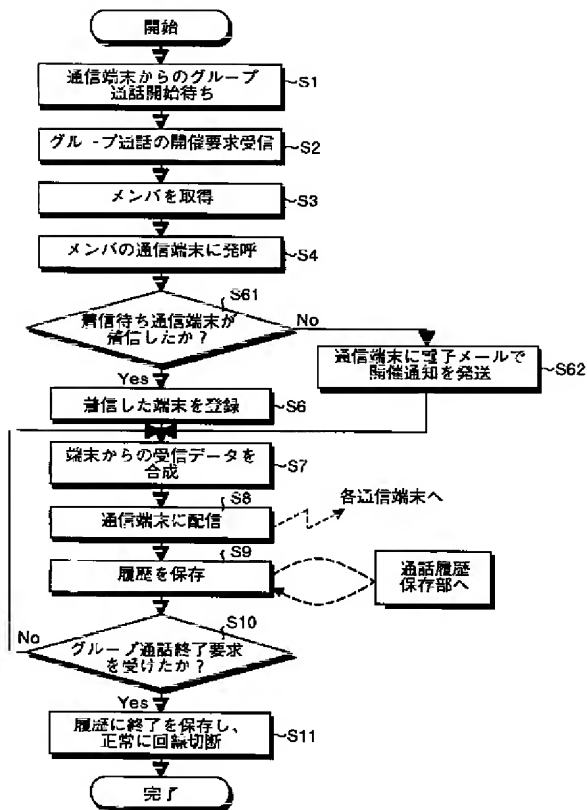 開始
通信端末からのグループ
通話開始待ち
S1
グループ通話の開催要求受信
S2
メンバを取得
S3
メンバの通信端末に発呼
S4
S61
着信待ち通信端末が
着信したか？
No
Yes
通信端末に電子メールで
開催通知を発送
S62
着信した端末を登録
S6
端末からの受信データを
合成
S7
S8
通信端末に配信
各通信端末へ
S9
履歴を保存
通話履歴
保存部へ
S10
No
グループ通話終了要求
を受けたか？
Yes
履歴に終了を保存し、
正常に回線切断
S11
完了